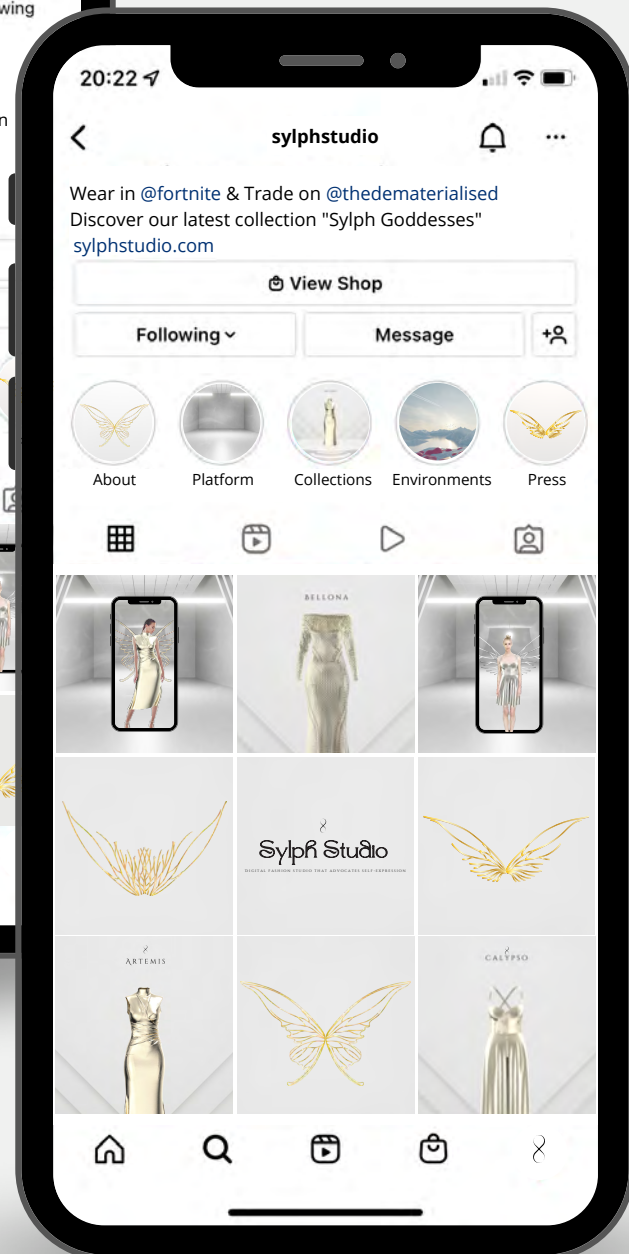 wing
n
20:22
sylphstudio
Wear in @fortnite & Trade on @thedematerialised
Discover our latest collection "Sylph Goddesses"
sylphstudio.com
View Shop
Following
Message
About
Platform
Collections
Environments
Press
BELLONA
Sylph Studio
DIGITAL FASHION STUDIO THAT ADVOCATES SELF-EXPRESSION
ARTEMIS
CALYPSO